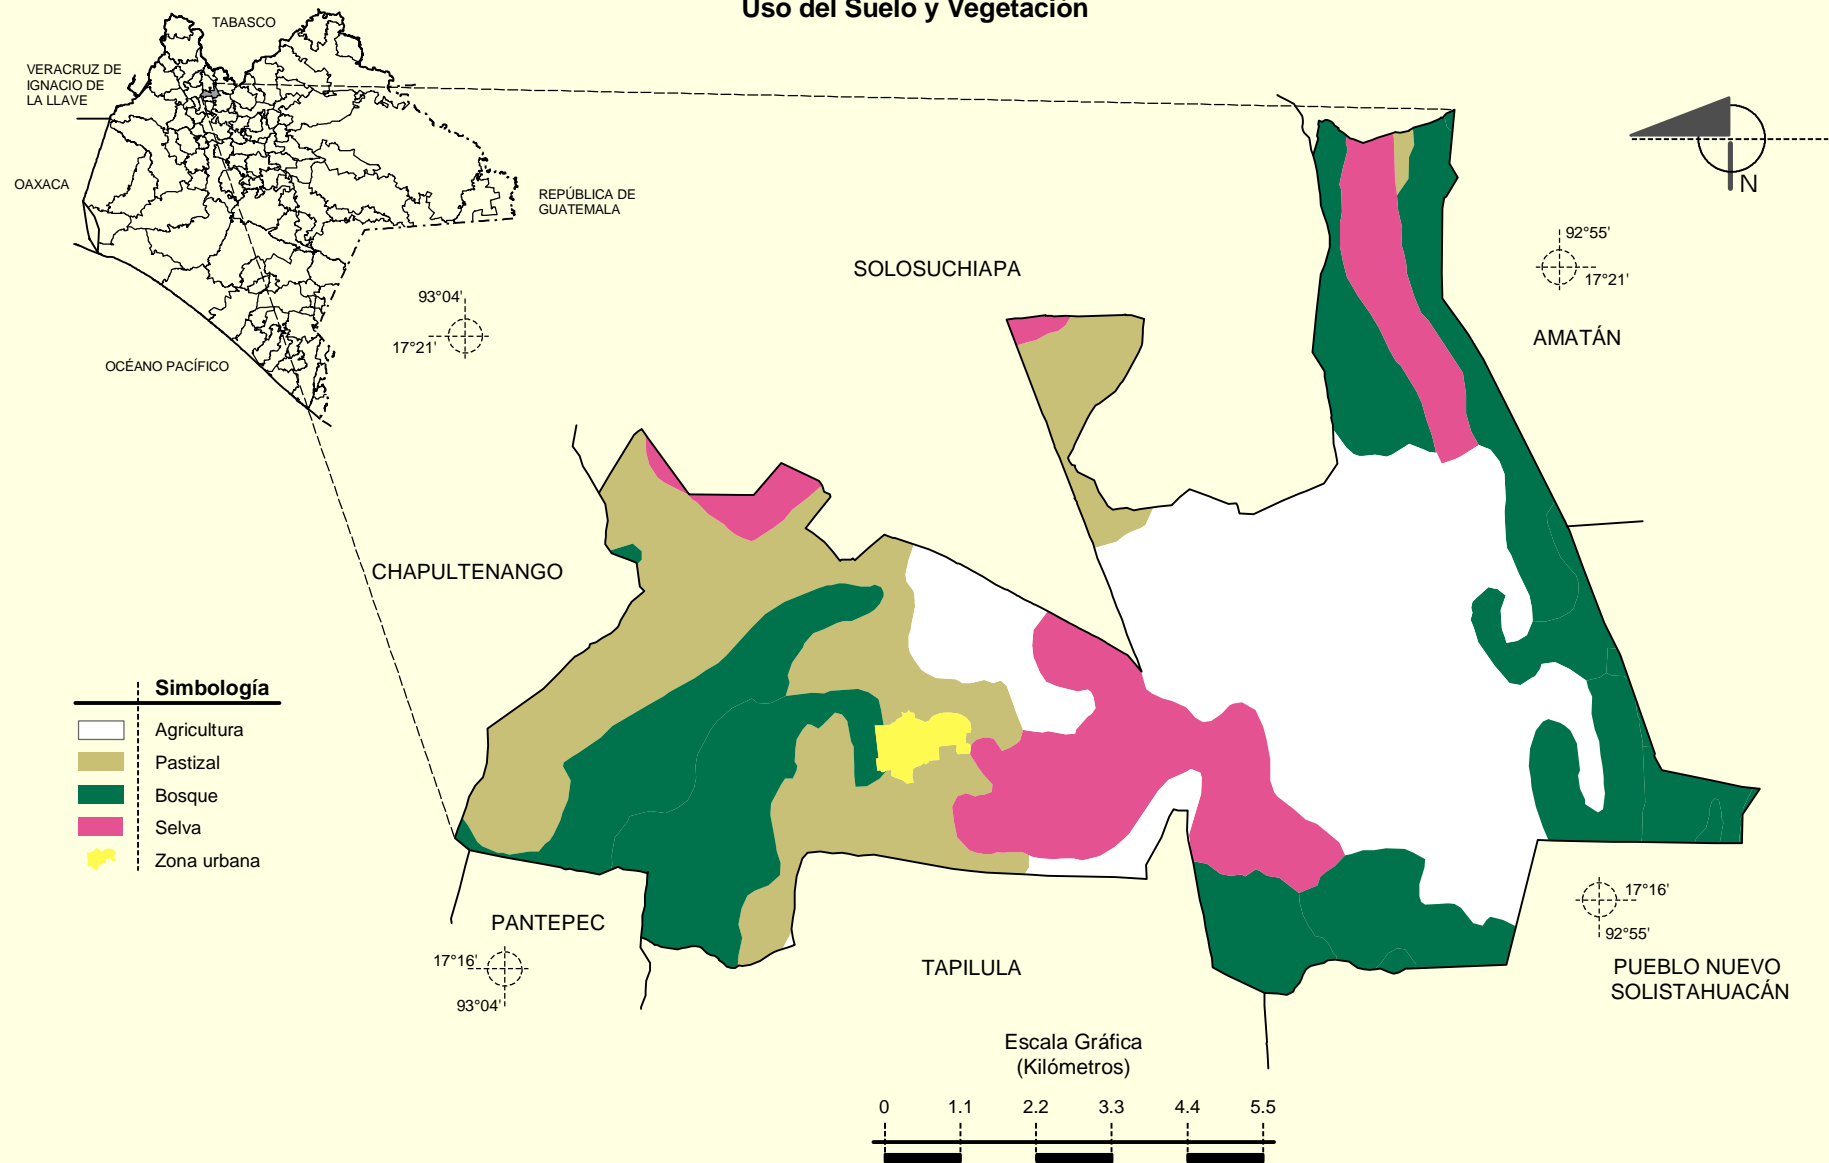 Uso del Suelo y Vegetación
TABASCO
VERACRUZ DE
IGNACIO DE
LA LLAVE
OAXACA
REPÚBLICA DE
GUATEMALA
OCÉANO PACÍFICO
N
93°04'
17°21'
92°55'
17°21'
SOLOSUCHIAPA
AMATÁN
CHAPULTENANGO
Simbología
Agricultura
Pastizal
Bosque
Selva
Zona urbana
PANTEPEC
17°16'
93°04'
TAPILULA
17°16'
92°55'
PUEBLO NUEVO
SOLISTAHUACÁN
Escala Gráfica
(Kilómetros)
0 1.1 2.2 3.3 4.4 5.5